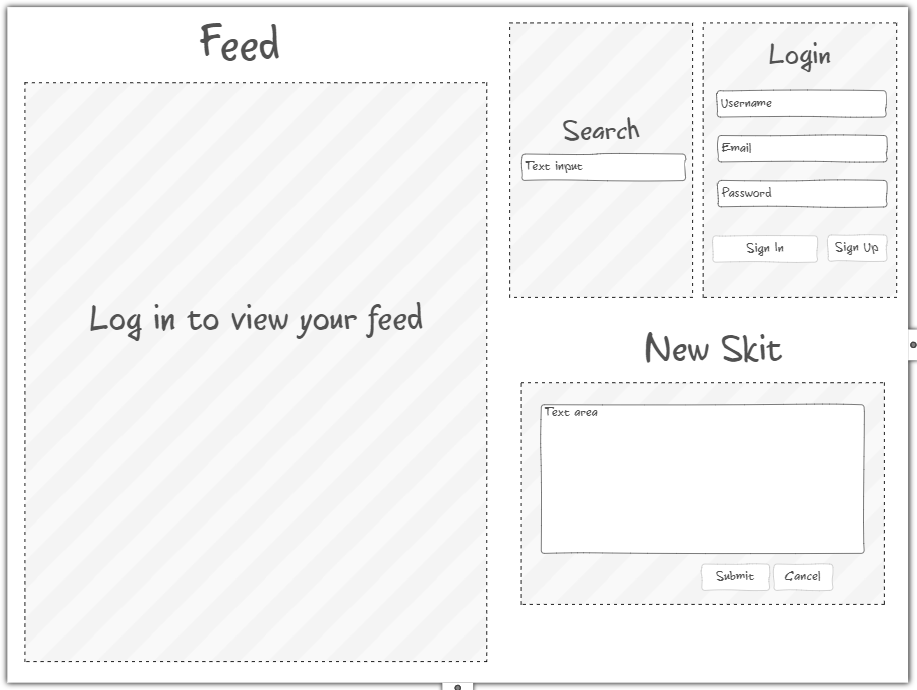 Feed
Log in to view your feed
Search
Text input
Login
Username
Email
Password
Sign In
Sign Up
New Skit
Text area
Submit
Cancel